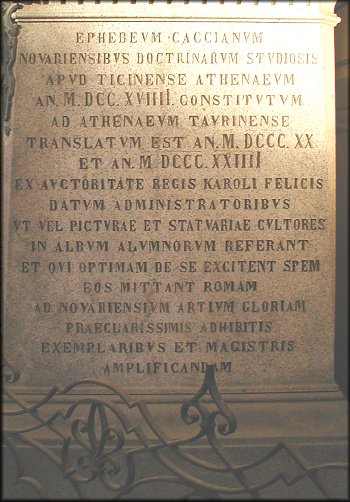 EPHEBEVM · CACCIANVM
NOVARIENSIBVS DOCTRINARVM STVDIOSIS
APVD TICINENSE ATHENAEVM
AN. M. DCC. XVIIII. CONSTITVTVM
AD ATHENAEVM TAVRINENSE
TRANSLATVM EST AN. M. DCCC. XX
ET AN. M DCCC. XXIIII
EX AVCTORITATE REGIS KAROLI FELICIS
DATVM ADMINISTRATORIBVS
VT VEL PICTVRAE ET STATVARIAE CVLTORES
IN ALBVM ALVMNORVM REFERANT
ET QVI OPTIMAM DE SE EXCITENT SPEM
EOS MITTANT ROMAM
AD NOVARIENSIVM ARTIVM GLORIAM
PRAECLARISSIMIS ADHIBITIS
EXEMPLARIBVS ET MAGISTRIS
AMPLIFICANDAM